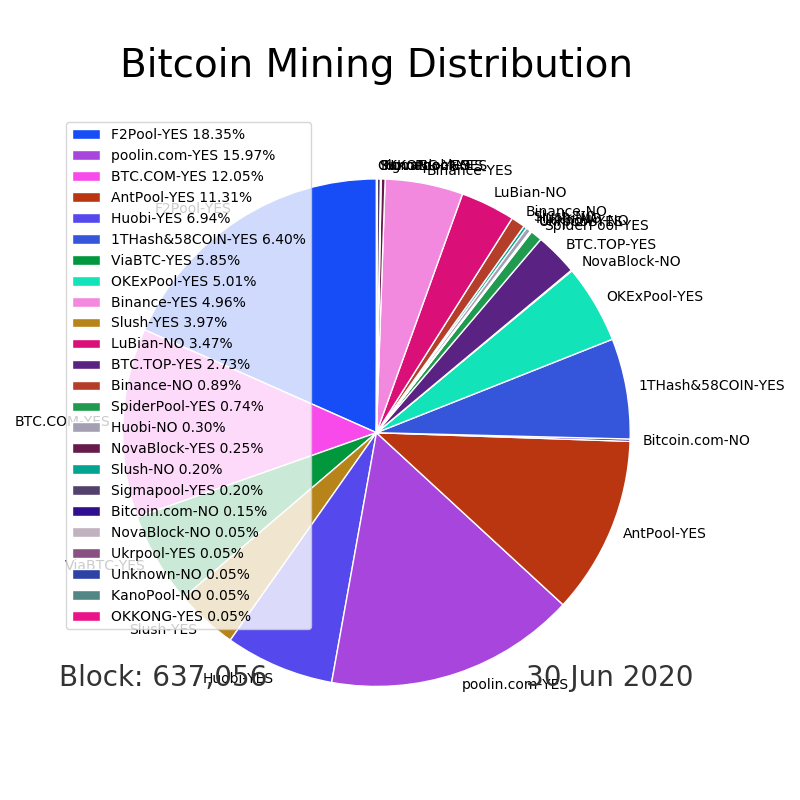 Bitcoin Mining Distribution
F2Pool-YES 18.35%
poolin.com-YES 15.97%
BTC.COM-YES 12.05%
AntPool-YES 11.31%
Huobi-YES 6.94%
1THash&58COIN-YES 6.40%
ViaBTC-YES 5.85%
OKExPool-YES 5.01%
Binance-YES 4.96%
Slush-YES 3.97%
LuBian-NO 3.47%
BTC.TOP-YES 2.73%
Binance-NO 0.89%
SpiderPool-YES 0.74%
Huobi-NO 0.30%
NovaBlock-YES 0.25%
Slush-NO 0.20%
Sigmapool-YES 0.20%
Bitcoin.com-NO 0.15%
NovaBlock-NO 0.05%
Ukrpool-YES 0.05%
Unknown-NO 0.05%
KanoPool-NO 0.05%
OKKONG-YES 0.05%
Binance-YES
LuBian-NO
Binance-NO
SpiderPool-YES
BTC.TOP-YES
NovaBlock-NO
OKExPool-YES
1THash&58COIN-YES
Bitcoin.com-NO
AntPool-YES
poolin.com-YES
Huobi-YES
Slush-YES
ViaBTC-YES
BTC.COM-YES
F2Pool-YES
Block: 637,056
30 Jun 2020